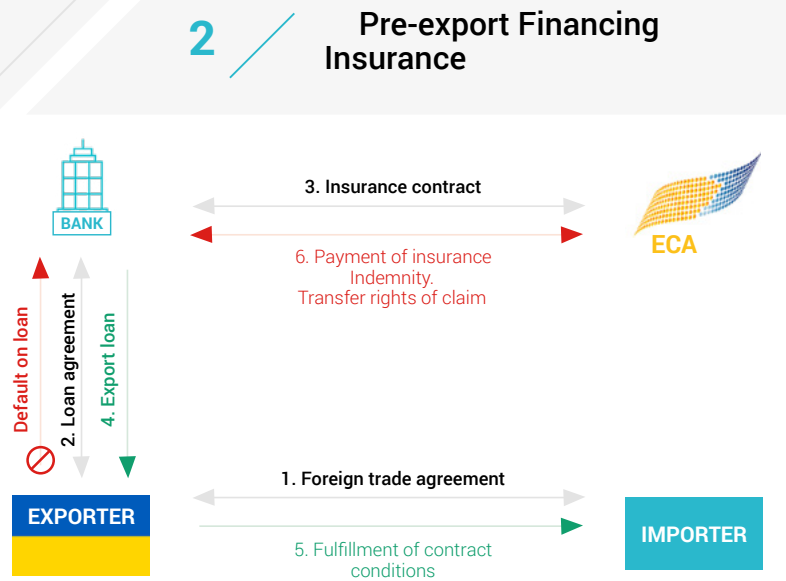 2
Pre-export Financing
Insurance
BANK
3. Insurance contract
ECA
6. Payment of insurance
Indemnity.
Transfer rights of claim
Default on loan
2. Loan agreement
4. Export loan
1. Foreign trade agreement
EXPORTER
IMPORTER
5. Fulfillment of contract
conditions